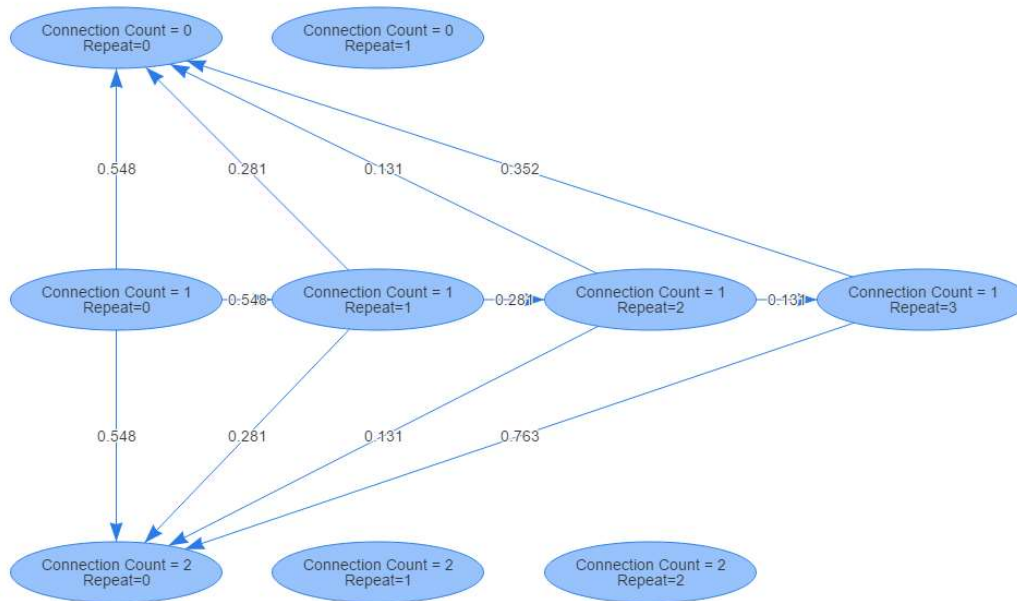 Connection Count = 0
Repeat=0
Connection Count = 0
Repeat=1
0.548
0.281
0.131
0.352
Connection Count = 1
Repeat=0
0.548
Connection Count = 1
Repeat=1
0.281
Connection Count = 1
Repeat=2
0.131
Connection Count = 1
Repeat=3
0.548
0.281
0.131
0.763
Connection Count = 2
Repeat=0
Connection Count = 2
Repeat=1
Connection Count = 2
Repeat=2